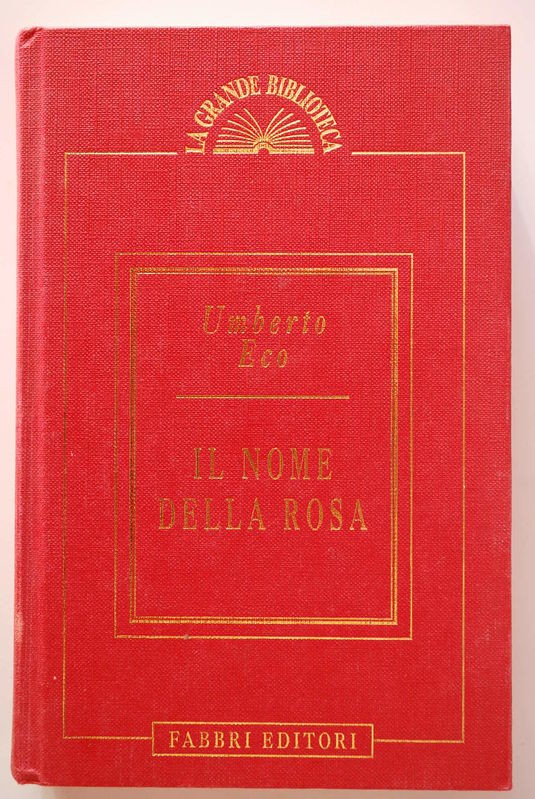 LA GRANDE BIBLIOTECA
Umberto
Eco
IL NOME
DELLA ROSA
FABBRI EDITORI